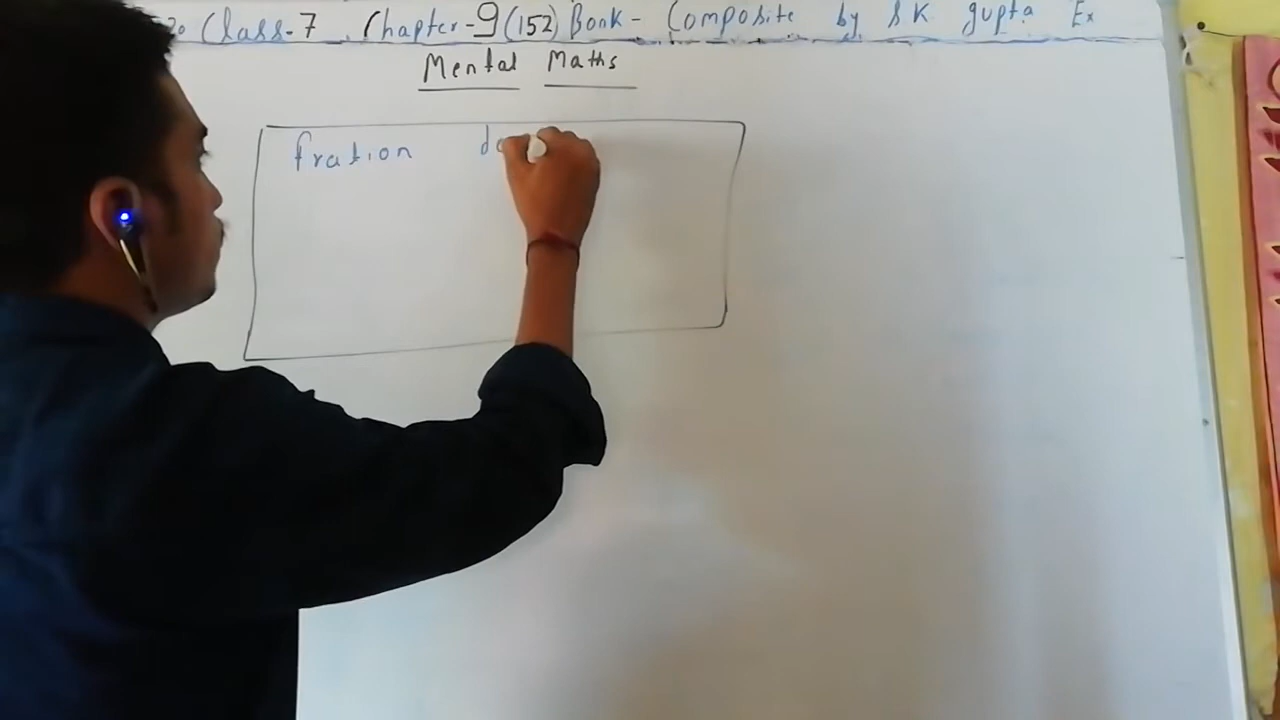 Class-7 Chapter-9 (152) Book- Composite by S K gupta Ex
Mental Maths
fration